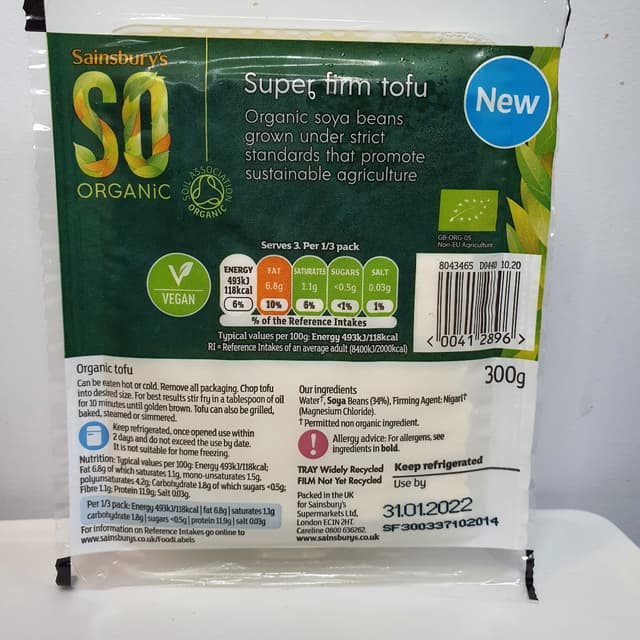 Sainsbury's
SO
ORGANIC
SOIL ASSOCIATION
ORGANIC
Super firm tofu
Organic soya beans
grown under strict
standards that promote
sustainable agriculture
New
GB-ORG-05
Non-EU Agriculture
Serves 3. Per 1/3 pack
VEGAN
ENERGY FAT SATURATES SUGARS SALT
493kJ
118kcal 6.8g 1.1g <0.5g 0.03g
6% 10% 6% <1% 1%
% of the Reference Intakes
Typical values per 100g: Energy 493kJ/118kcal
RI = Reference Intakes of an average adult (8400kJ/2000kcal)
8043465 D0440 10.20
< 0041 2896 >
300g
Organic tofu
Can be eaten hot or cold. Remove all packaging. Chop tofu
into desired size. For best results stir fry in a tablespoon of oil
for 10 minutes until golden brown. Tofu can also be grilled,
baked, steamed or simmered.
Keep refrigerated, once opened use within
2 days and do not exceed the use by date.
It is not suitable for home freezing.
Nutrition: Typical values per 100g: Energy 493kJ/118kcal;
Fat 6.8g of which saturates 1.1g, mono-unsaturates 1.5g,
polyunsaturates 4.2g; Carbohydrate 1.8g of which sugars <0.5g;
Fibre 1.1g; Protein 11.9g; Salt 0.03g.
Per 1/3 pack: Energy 493kJ/118kcal | fat 6.8g | saturates 1.1g
carbohydrate 1.8g | sugars <0.5g | protein 11.9g | salt 0.03g
For information on Reference Intakes go online to
www.sainsburys.co.uk/FoodLabels
Our ingredients
Water†, Soya Beans (34%), Firming Agent: Nigari†
(Magnesium Chloride).
† Permitted non organic ingredient.
Allergy advice: For allergens, see
ingredients in bold.
TRAY Widely Recycled
FILM Not Yet Recycled
Packed in the UK
for Sainsbury's
Supermarkets Ltd,
London EC1N 2HT.
Careline 0800 636262.
www.sainsburys.co.uk
Keep refrigerated
Use by
31.01.2022
SF300337102014